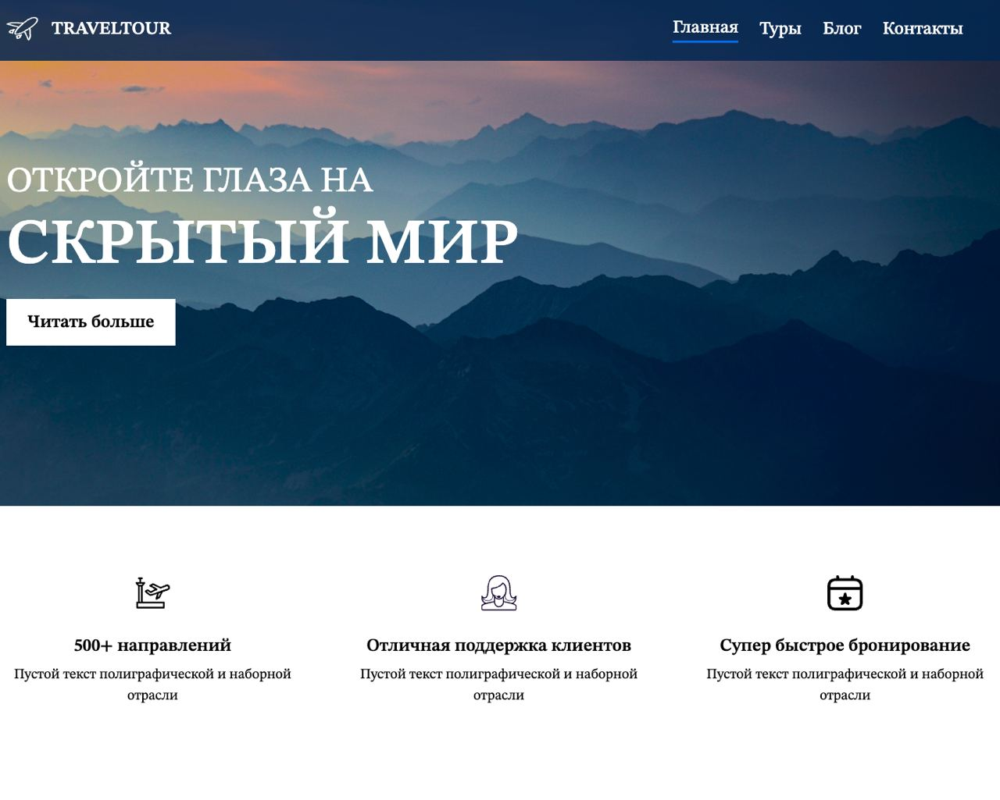 TRAVELTOUR
Главная Туры Блог Контакты
ОТКРОЙТЕ ГЛАЗА НА
СКРЫТЫЙ МИР
Читать больше
500+ направлений
Пустой текст полиграфической и наборной
отрасли
Отличная поддержка клиентов
Пустой текст полиграфической и наборной
отрасли
Супер быстрое бронирование
Пустой текст полиграфической и наборной
отрасли